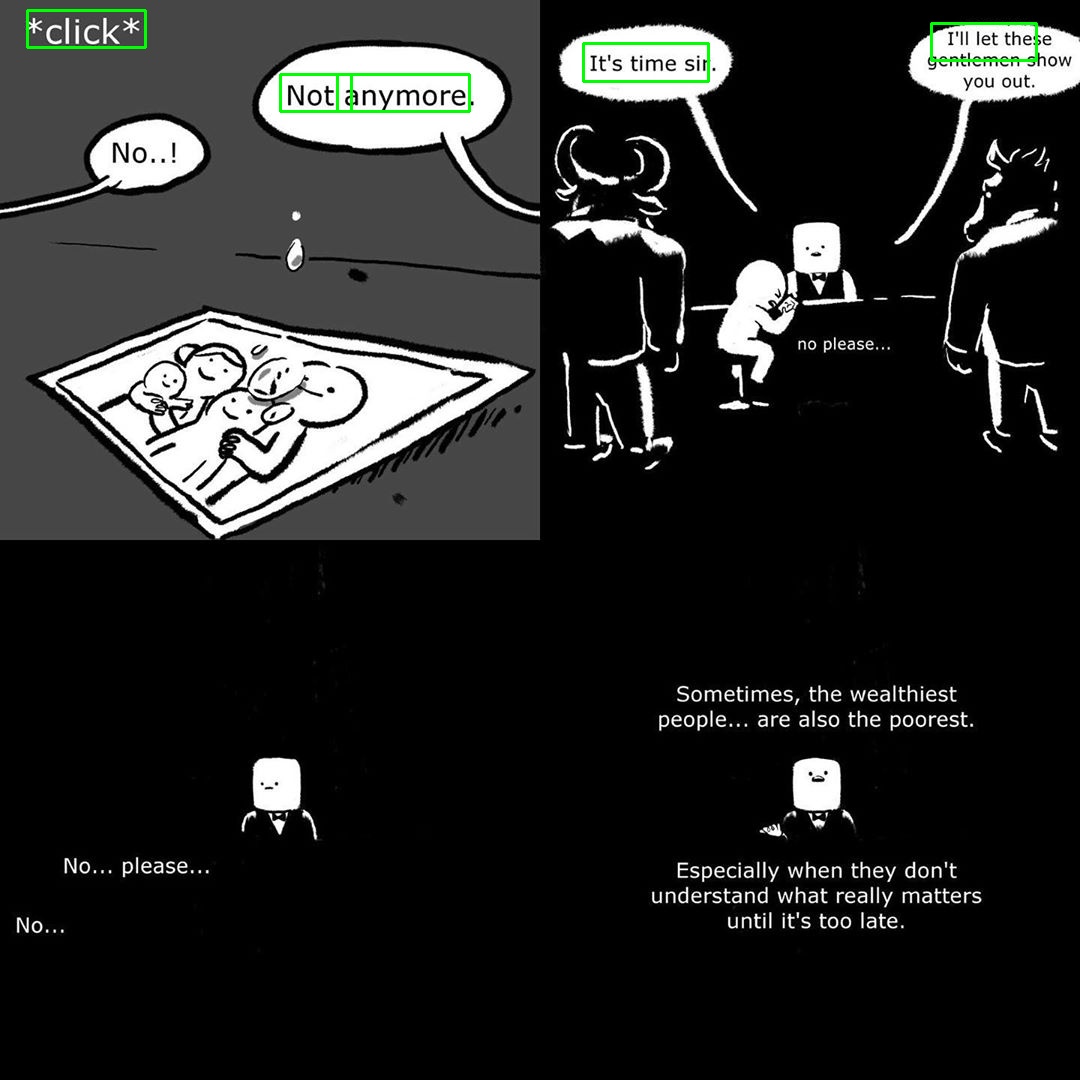 *click*
Not anymore.
No..!
It's time sir.
I'll let these
gentlemen show
you out.
no please...
No... please...
No...
Sometimes, the wealthiest
people... are also the poorest.
Especially when they don't
understand what really matters
until it's too late.